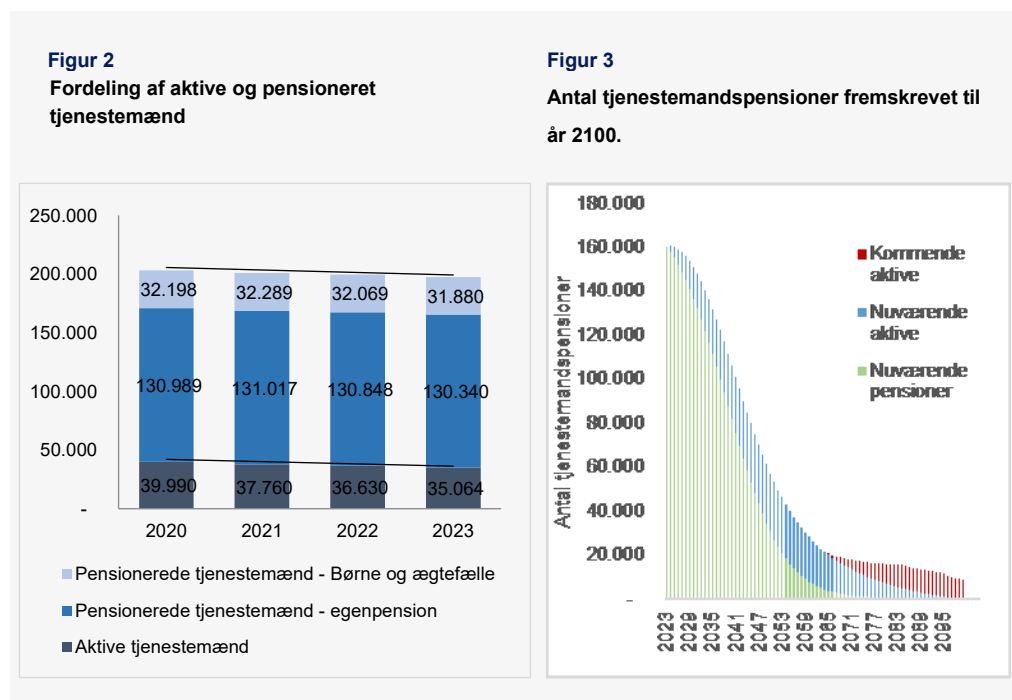 Figur 2
Fordeling af aktive og pensioneret
tjenestemænd
250.000
200.000
150.000
100.000
50.000
-
32.198
32.289
32.069
31.880
130.989
131.017
130.848
130.340
39.990
37.760
36.630
35.064
2020
2021
2022
2023
Pensionerede tjenestemænd - Børne og ægtefælle
Pensionerede tjenestemænd - egenpension
Aktive tjenestemænd
Figur 3
Antal tjenestemandspensioner fremskrevet til
år 2100.
Antal tjenestemandspensioner
180.000
160.000
140.000
120.000
100.000
80.000
60.000
40.000
20.000
-
Kommende
aktive
Nuværende
aktive
Nuværende
pensioner
2023
2029
2035
2041
2047
2053
2059
2065
2071
2077
2083
2089
2095